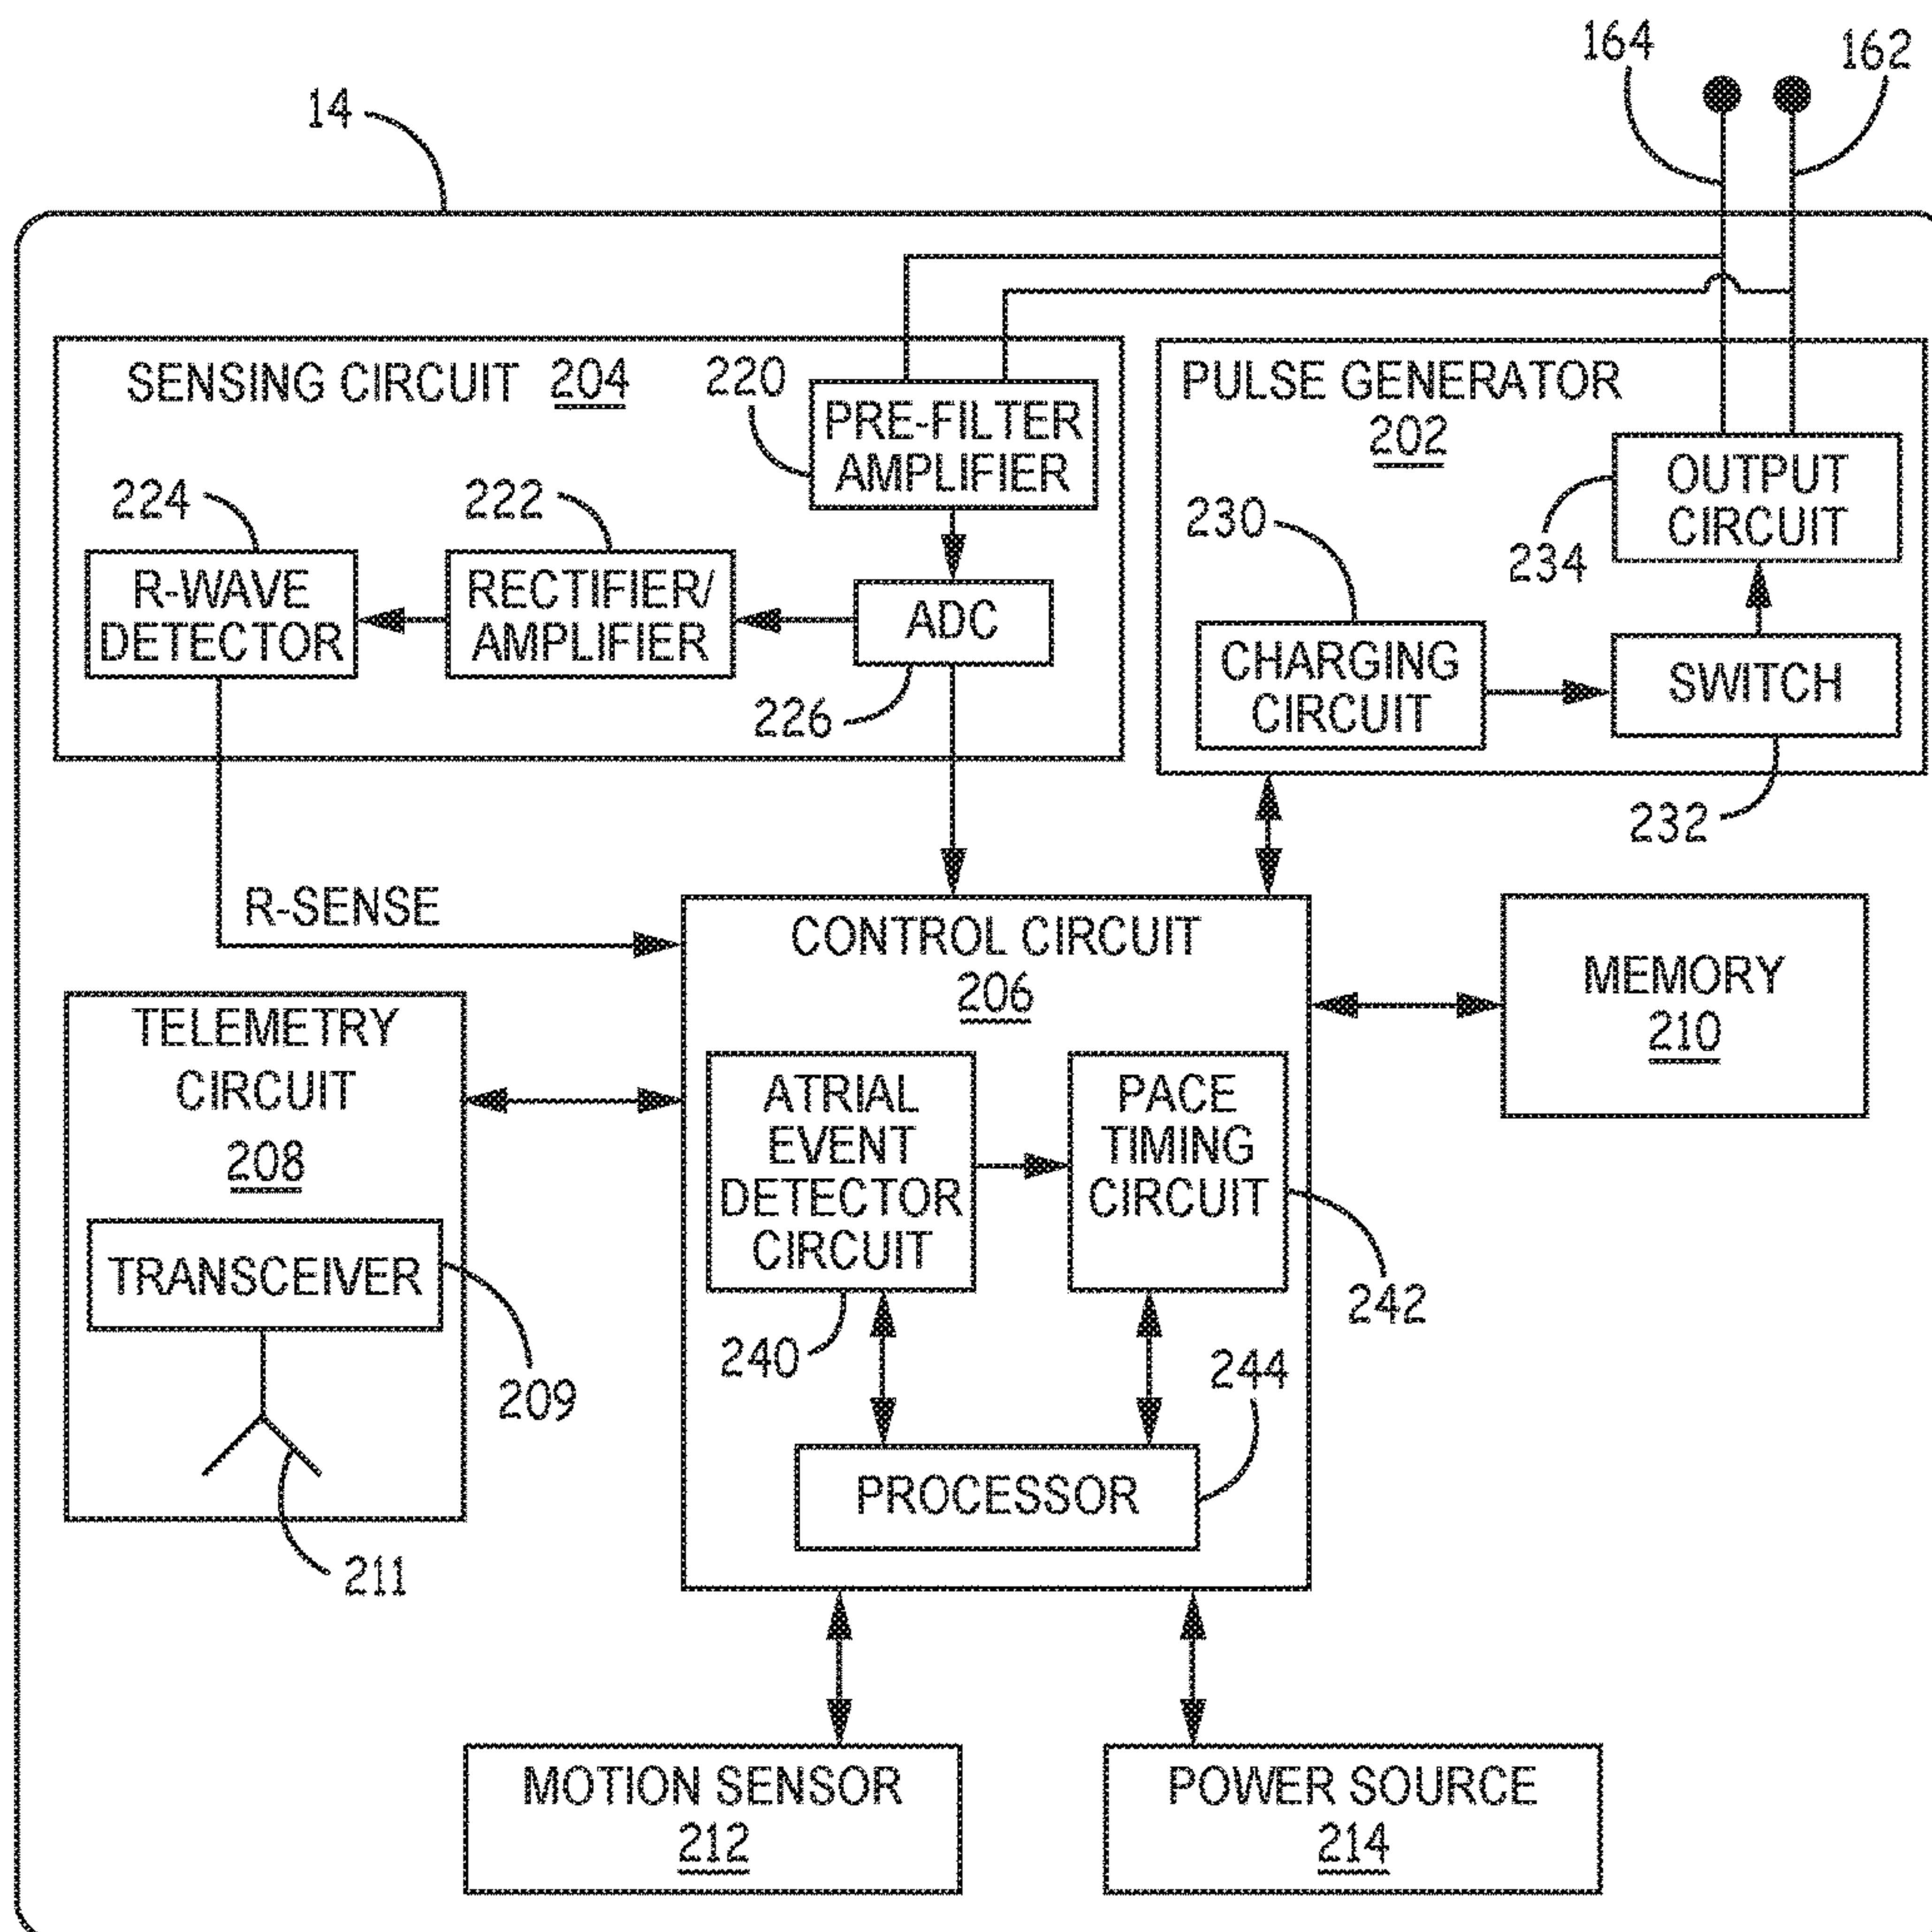 164
162
14
SENSING CIRCUIT 204
220
PRE-FILTER
AMPLIFIER
224
222
R-WAVE
DETECTOR
RECTIFIER/
AMPLIFIER
ADC
226
PULSE GENERATOR
202
230
234
OUTPUT
CIRCUIT
CHARGING
CIRCUIT
SWITCH
232
R-SENSE
CONTROL CIRCUIT
206
MEMORY
210
TELEMETRY
CIRCUIT
208
TRANSCEIVER
209
211
ATRIAL
EVENT
DETECTOR
CIRCUIT
240
PACE
TIMING
CIRCUIT
242
244
PROCESSOR
MOTION SENSOR
212
POWER SOURCE
214